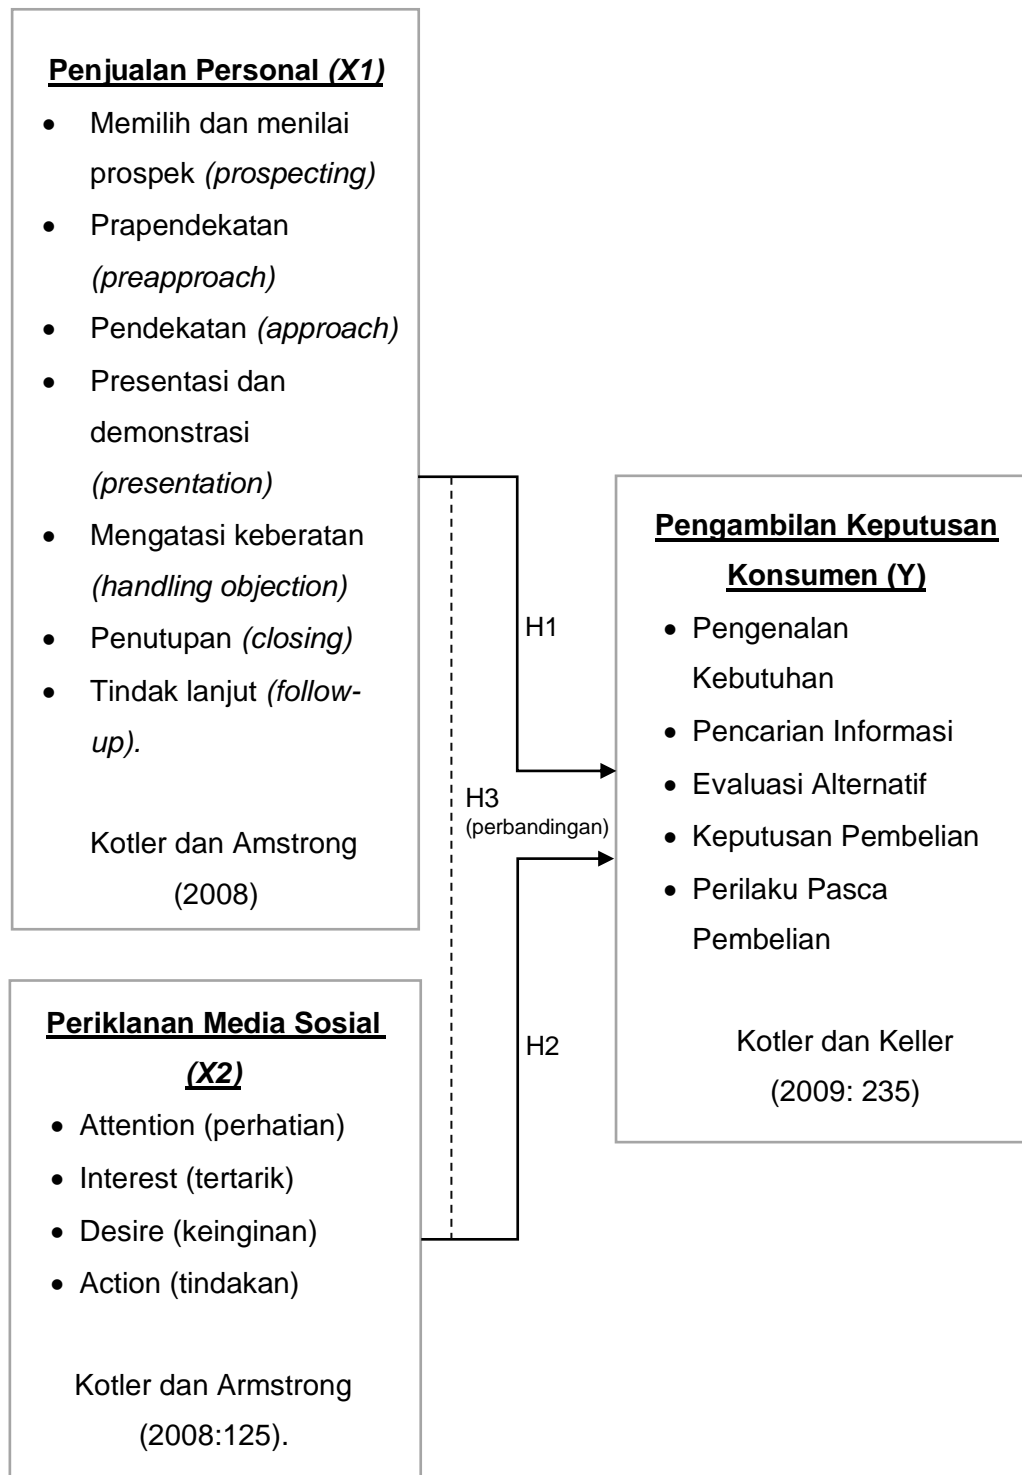 Penjualan Personal (X1)
• Memilih dan menilai
prospek (prospecting)
• Prapendekatan
(preapproach)
• Pendekatan (approach)
• Presentasi dan
demonstrasi
(presentation)
• Mengatasi keberatan
(handling objection)
• Penutupan (closing)
• Tindak lanjut (follow-
up).
Kotler dan Amstrong
(2008)
Periklanan Media Sosial
(X2)
• Attention (perhatian)
• Interest (tertarik)
• Desire (keinginan)
• Action (tindakan)
Kotler dan Armstrong
(2008:125).
H1
H3
(perbandingan)
H2
Pengambilan Keputusan
Konsumen (Y)
• Pengenalan
Kebutuhan
• Pencarian Informasi
• Evaluasi Alternatif
• Keputusan Pembelian
• Perilaku Pasca
Pembelian
Kotler dan Keller
(2009: 235)